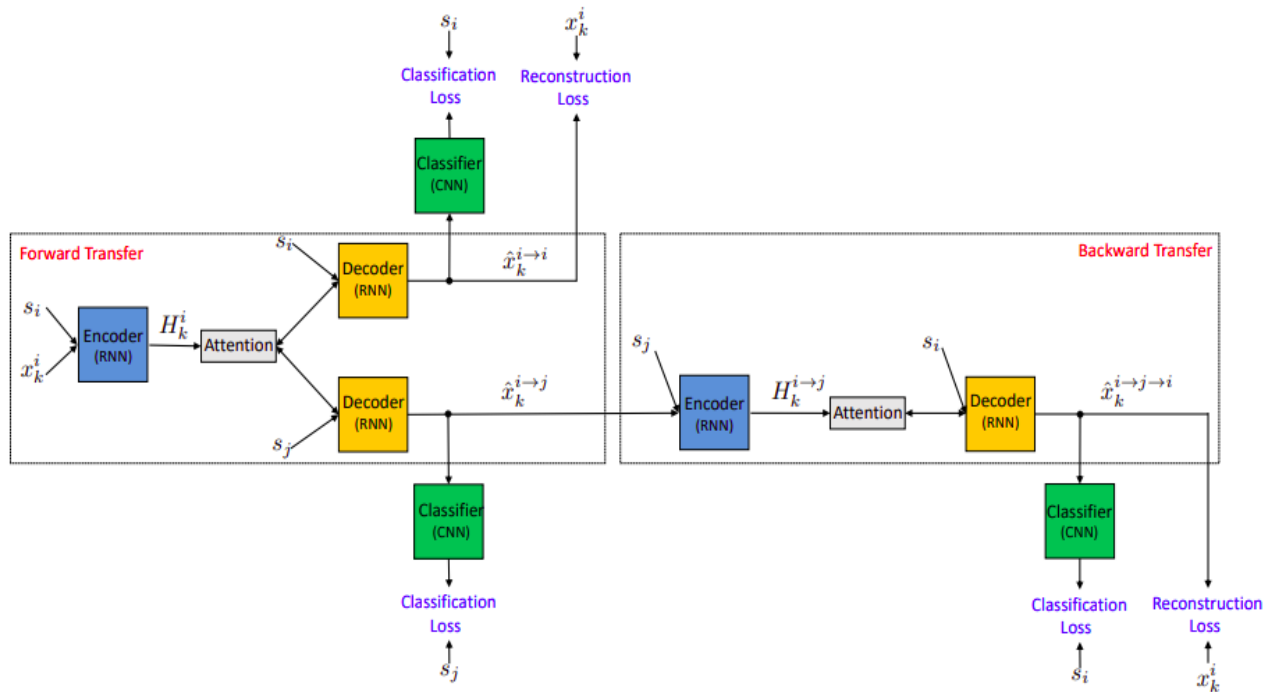 s_i
x_k^i
Classification
Loss
Reconstruction
Loss
Classifier
(CNN)
Forward Transfer
s_i
Decoder
(RNN)
x̂_k^{i→i}
Backward Transfer
s_i
x_k^i
Encoder
(RNN)
H_k^i
Attention
s_j
Decoder
(RNN)
x̂_k^{i→j}
s_j
Encoder
(RNN)
H_k^{i→j}
Attention
s_i
Decoder
(RNN)
x̂_k^{i→j→i}
Classifier
(CNN)
Classification
Loss
s_j
Classifier
(CNN)
Classification
Loss
s_i
Reconstruction
Loss
x_k^i